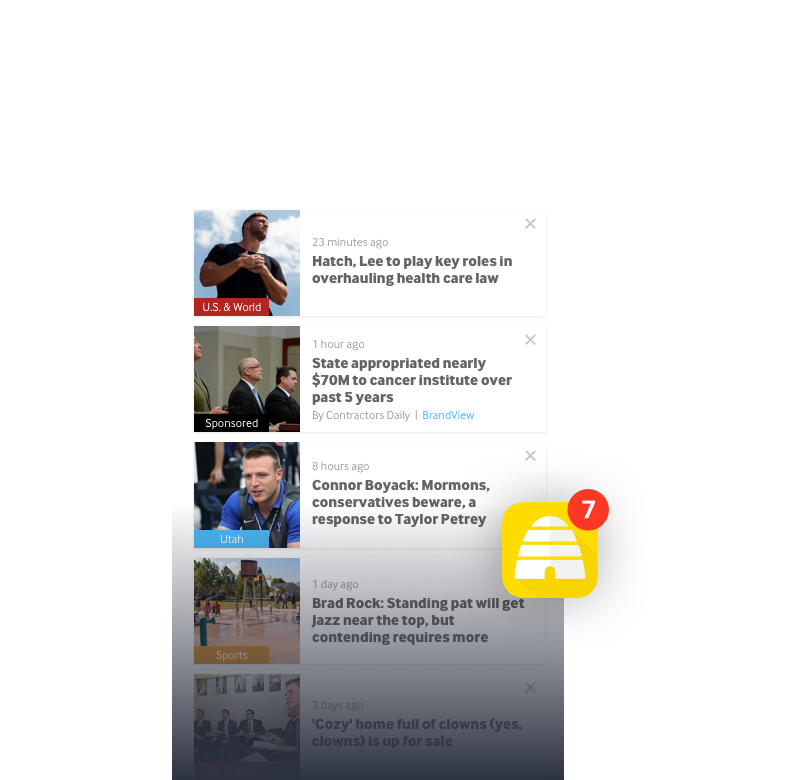 23 minutes ago
Hatch, Lee to play key roles in
overhauling health care law
U.S. & World
1 hour ago
State appropriated nearly
$70M to cancer institute over
past 5 years
By Contractors Daily | BrandView
Sponsored
8 hours ago
Connor Boyack: Mormons,
conservatives beware, a
response to Taylor Petrey
Utah
7
1 day ago
Brad Rock: Standing pat will get
Jazz near the top, but
contending requires more
Sports
3 days ago
'Cozy' home full of clowns (yes,
clowns) is up for sale
U.S. & World